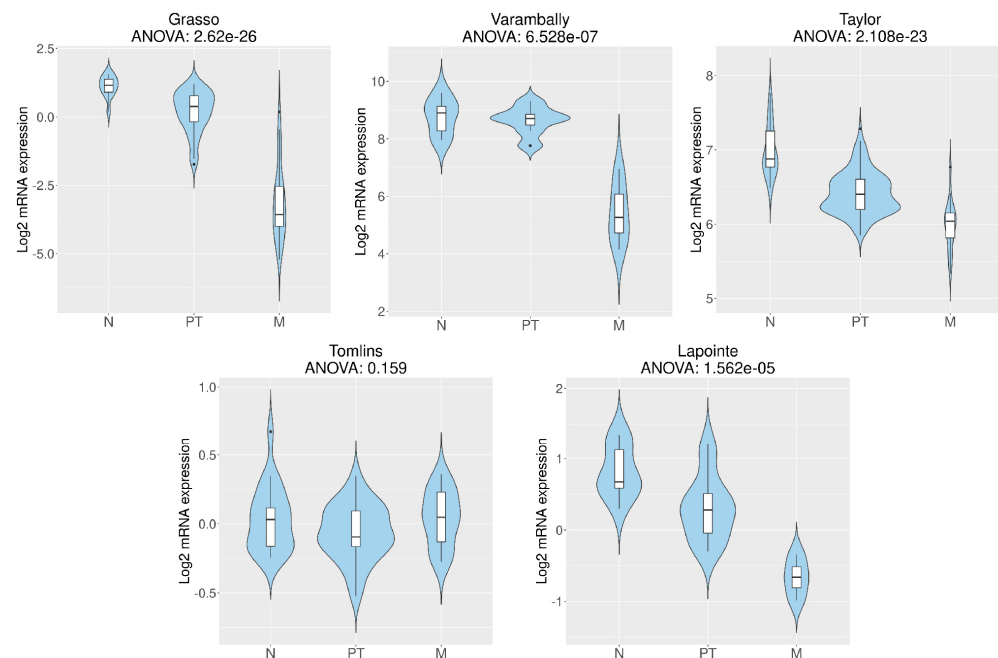 Grasso
ANOVA: 2.62e-26
Log2 mRNA expression
2.5
0.0
-2.5
-5.0
N PT M
Varambally
ANOVA: 6.528e-07
Log2 mRNA expression
10
8
6
4
2
N PT M
Taylor
ANOVA: 2.108e-23
Log2 mRNA expression
8
7
6
5
N PT M
Tomlins
ANOVA: 0.159
Log2 mRNA expression
1.0
0.5
0.0
-0.5
N PT M
Lapointe
ANOVA: 1.562e-05
Log2 mRNA expression
2
1
0
-1
N PT M